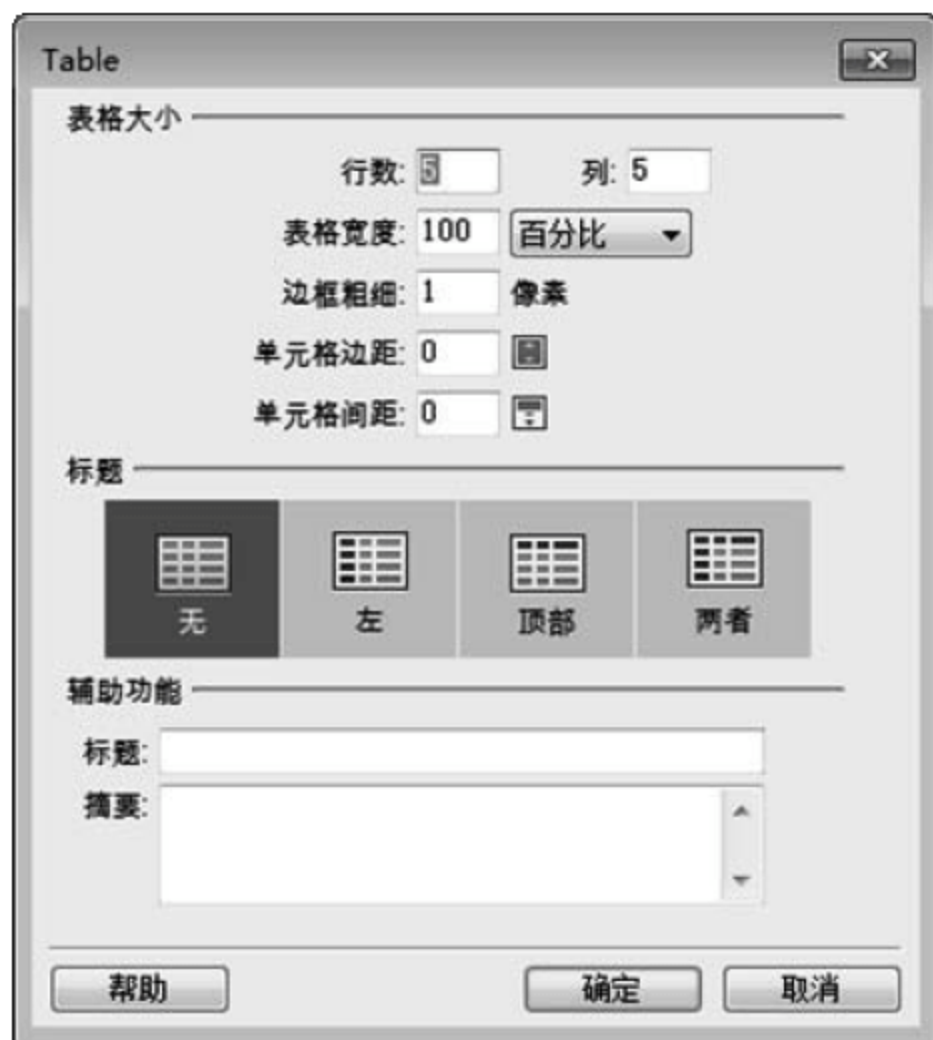 Table
表格大小
行数: 5 列: 5
表格宽度: 100 百分比
边框粗细: 1 像素
单元格边距: 0
单元格间距: 0
标题
无 左 顶部 两者
辅助功能
标题:
摘要:
帮助 确定 取消